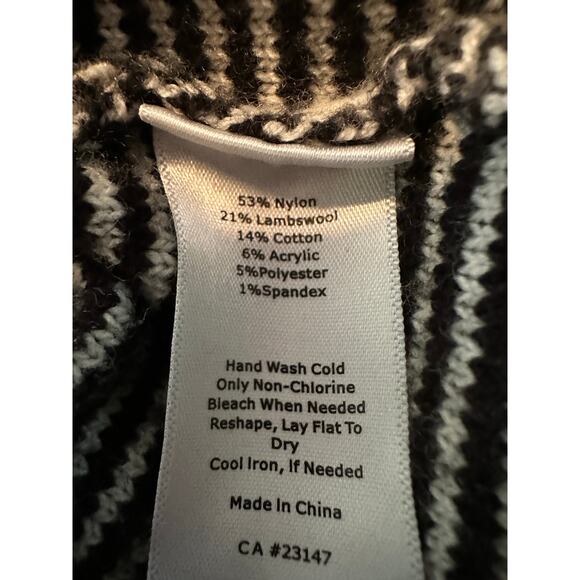 53% Nylon
21% Lambswool
14% Cotton
6% Acrylic
5%Polyester
1%Spandex
Hand Wash Cold
Only Non-Chlorine
Bleach When Needed
Reshape, Lay Flat To
Dry
Cool Iron, If Needed
Made In China
CA #23147